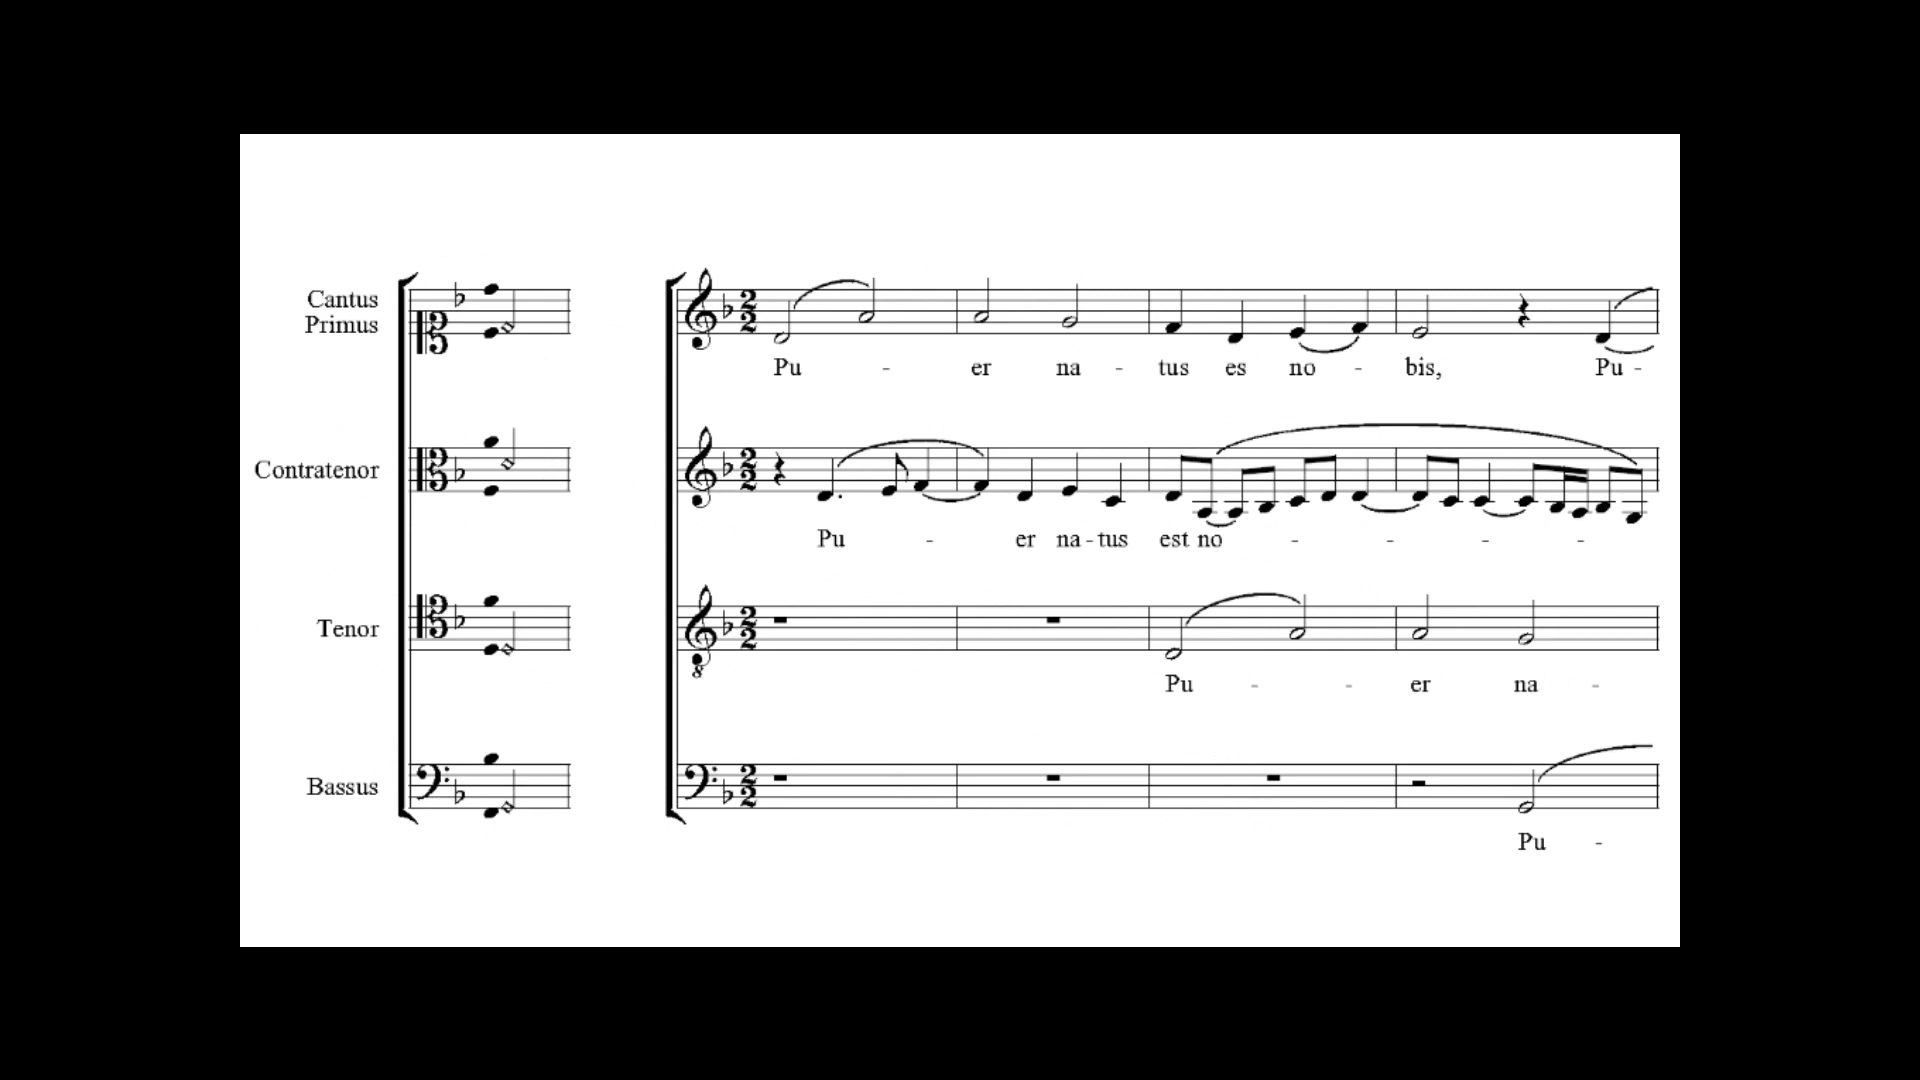 Cantus
Primus
Pu - er na - tus es no - bis, Pu -
Contratenor
Pu - er na - tus est no - - - -
Tenor
8
Pu - - er na -
Bassus
Pu -